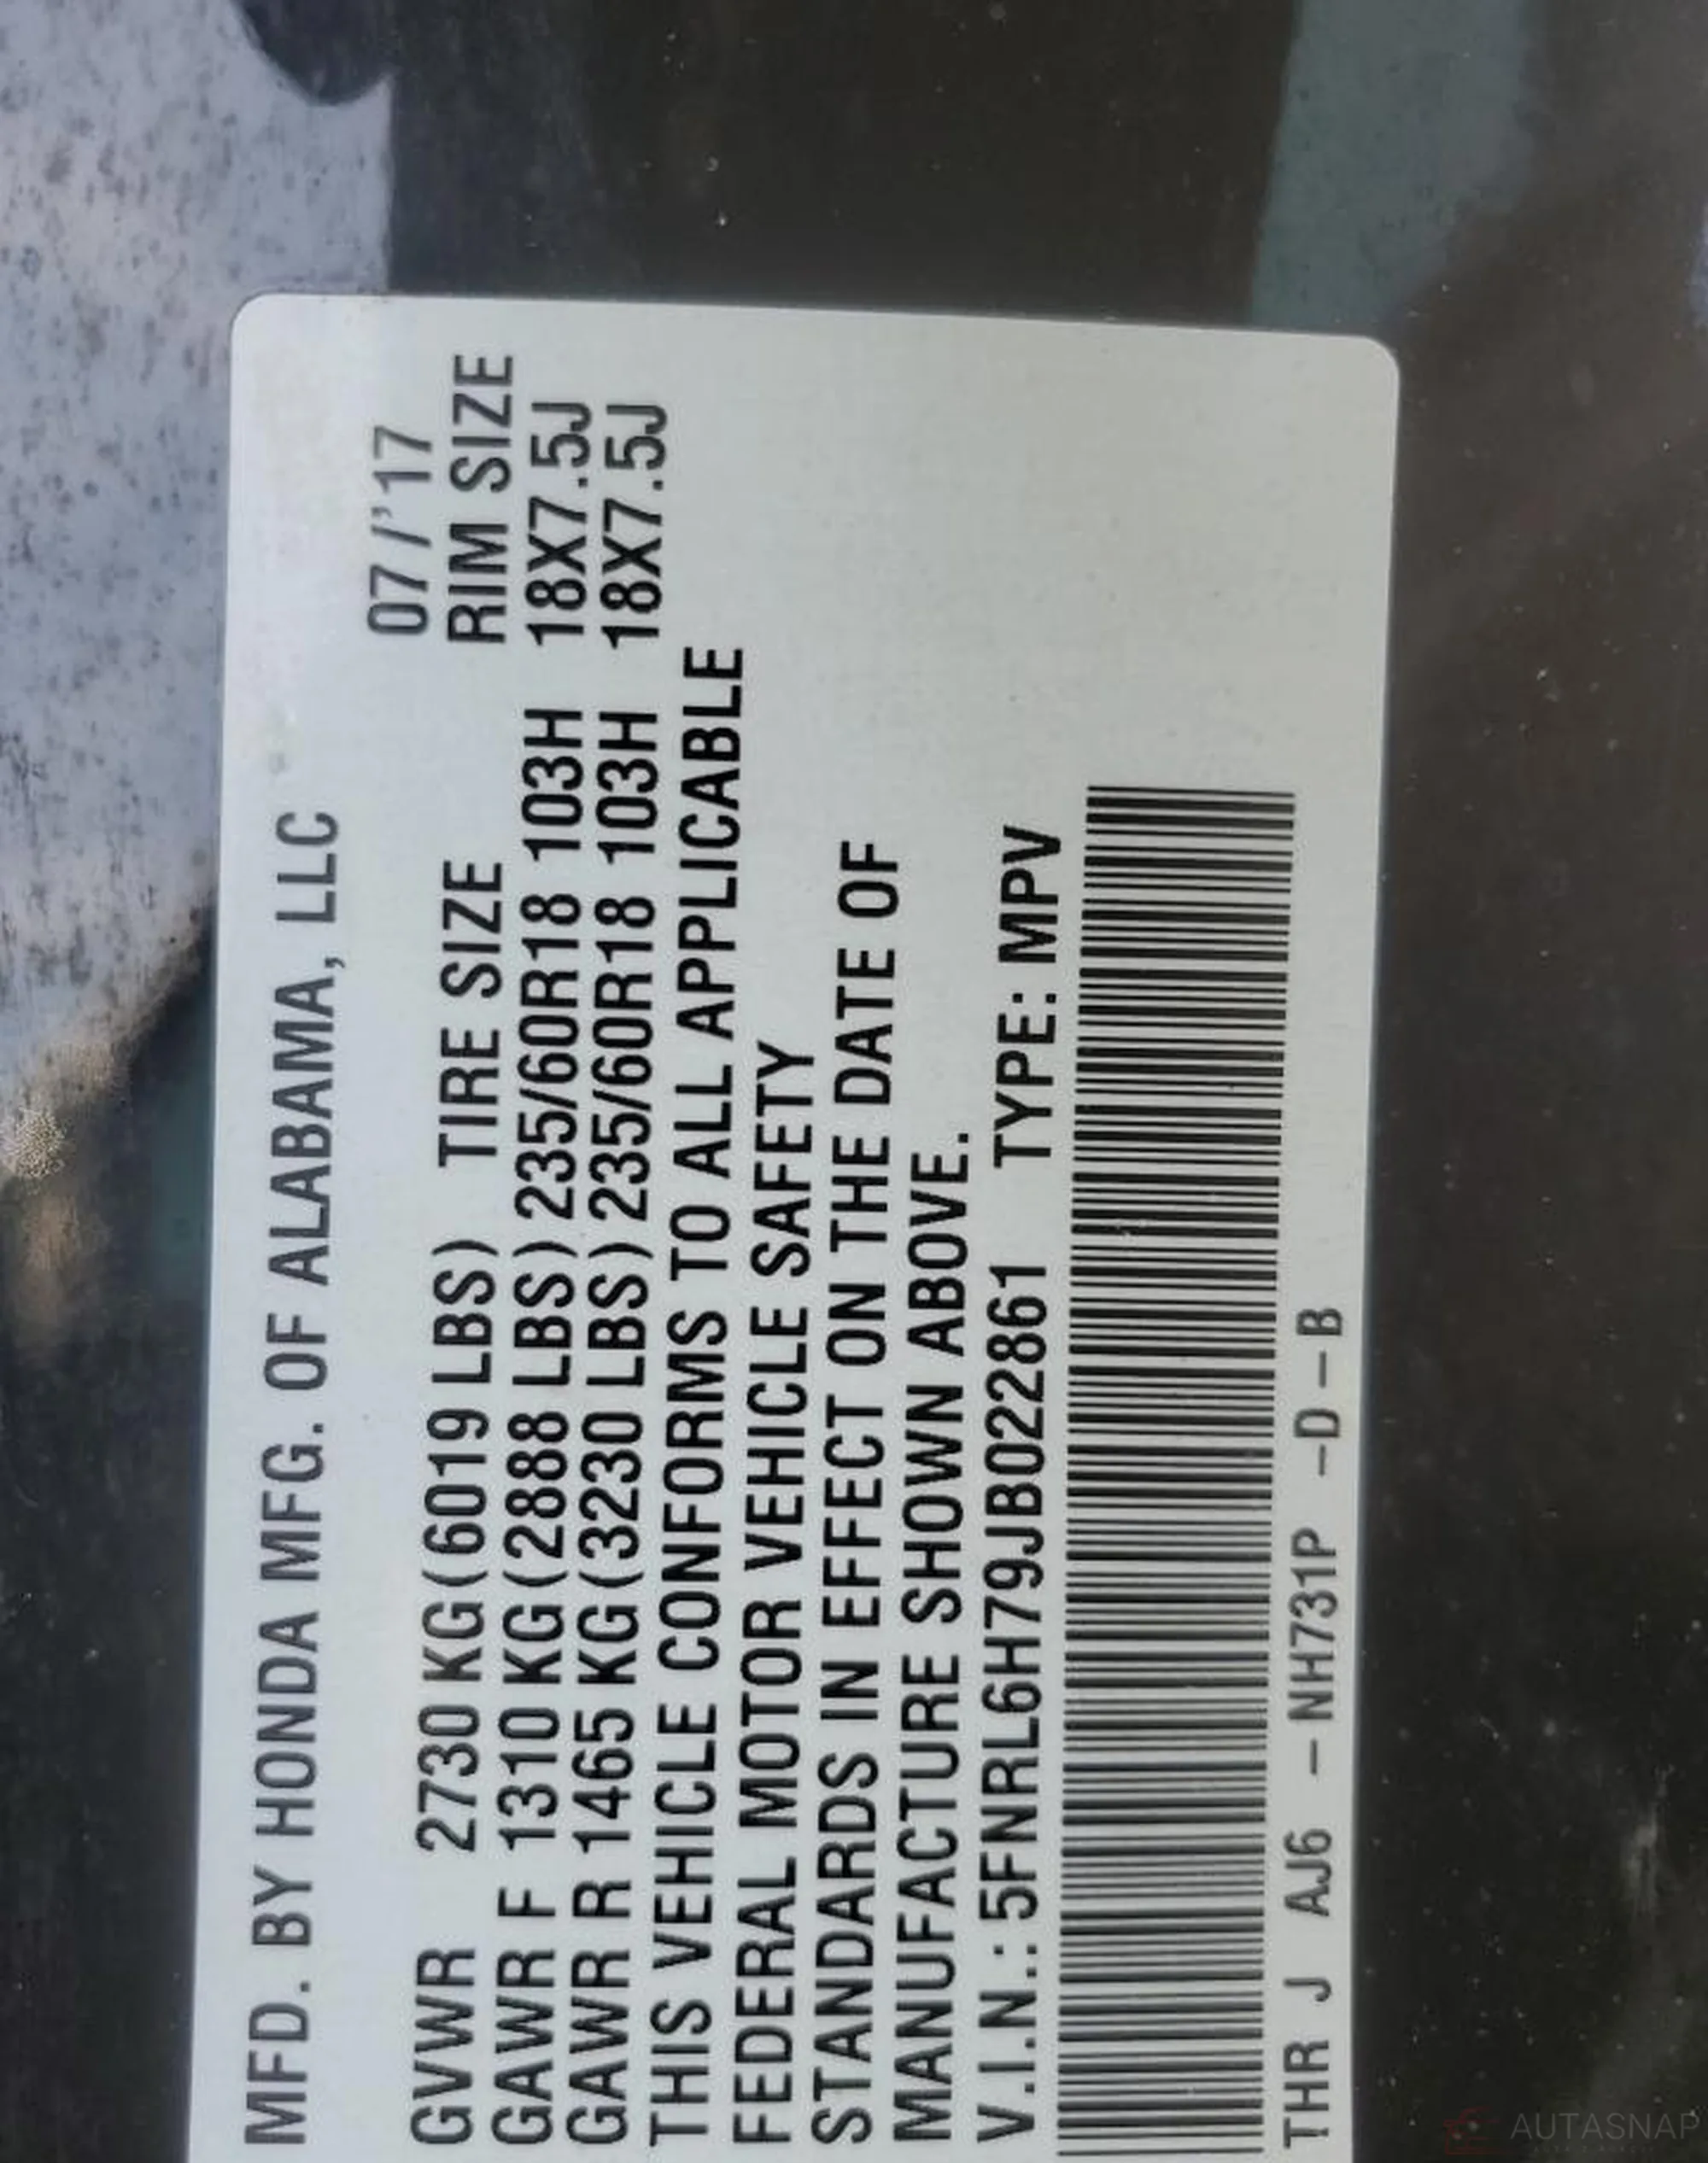 MFD. BY HONDA MFG. OF ALABAMA, LLC
07/'17
GVWR 2730 KG(6019 LBS) TIRE SIZE RIM SIZE
GAWR F 1310 KG(2888 LBS) 235/60R18 103H 18X7.5J
GAWR R 1465 KG(3230 LBS) 235/60R18 103H 18X7.5J
THIS VEHICLE CONFORMS TO ALL APPLICABLE
FEDERAL MOTOR VEHICLE SAFETY
STANDARDS IN EFFECT ON THE DATE OF
MANUFACTURE SHOWN ABOVE.
V.I.N.: 5FNRL6H79JB022861 TYPE: MPV
THR J AJ6 – NH731P –D–B
AUTASNAP